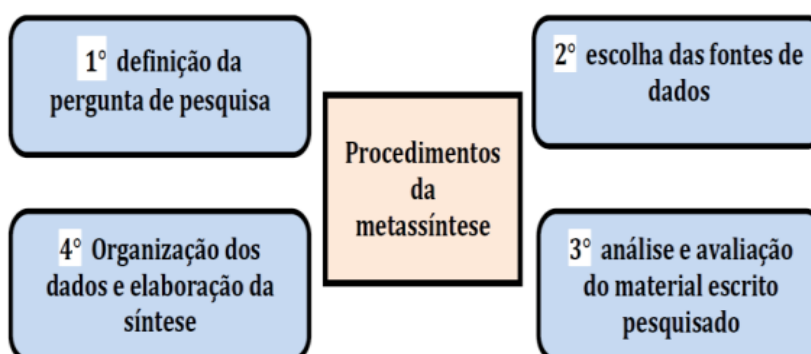 1° definição da
pergunta de pesquisa
2° escolha das fontes de
dados
Procedimentos
da
metassíntese
3° análise e avaliação
do material escrito
pesquisado
4° Organização dos
dados e elaboração da
síntese